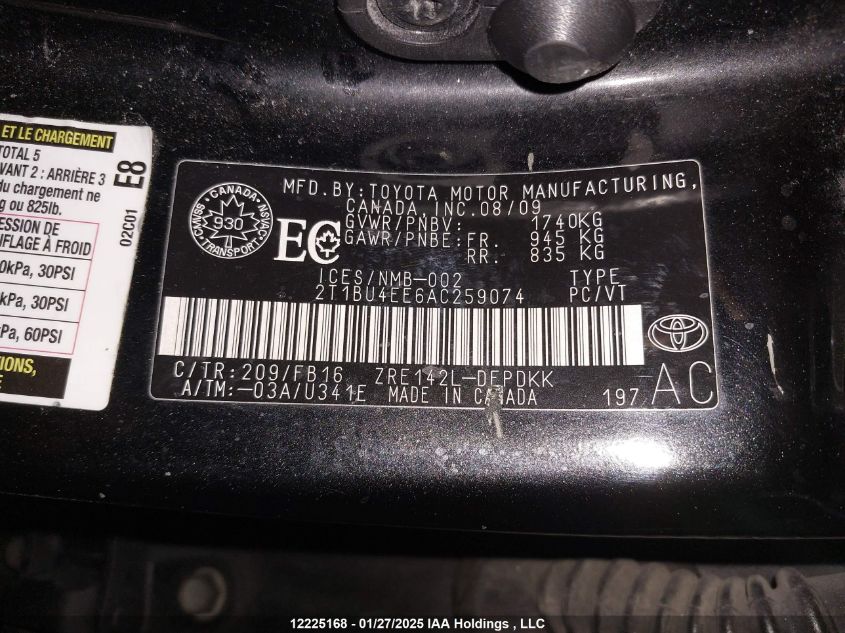 ET LE CHARGEMENT
TOTAL 5
VANT 2 : ARRIÈRE 3
du chargement ne
g ou 825lb.
ESSION DE
NFLAGE À FROID
0kPa, 30PSI
kPa, 30PSI
Pa, 60PSI
TIONS,
E8
02C01
CANADA
930
TRANSPORT
EC
MFD. BY: TOYOTA MOTOR MANUFACTURING,
CANADA, INC. 08/09
GVWR/PNBV: 1740KG
GAWR/PNBE: FR. 945 KG
RR. 835 KG
ICES/NMB-002 TYPE
2T1BU4EE6AC259074 PC/VT
C/TR: 209/FB16 ZRE142L-DEPDKK
A/TM: -03A/U341E MADE IN CANADA
197 AC
12225168 - 01/27/2025 IAA Holdings , LLC